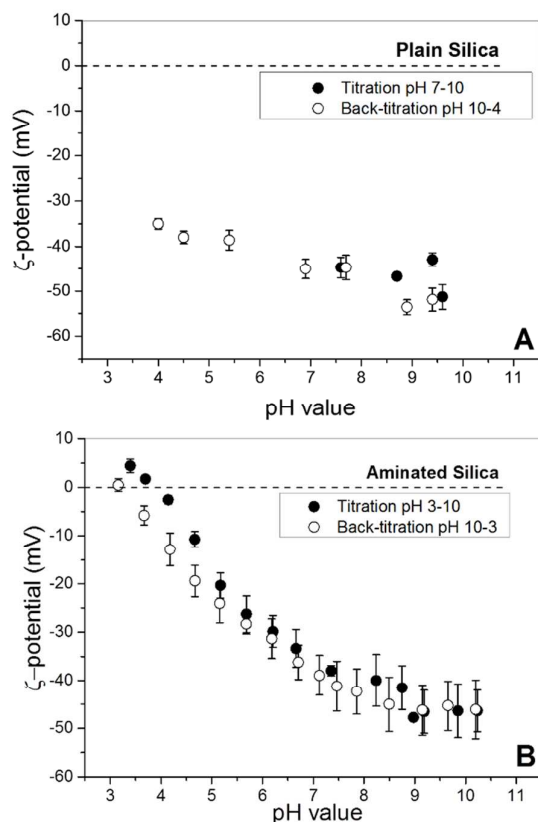 10
0
-10
-20
-30
-40
-50
-60
ζ-potential (mV)
Plain Silica
Titration pH 7-10
Back-titration pH 10-4
A
3 4 5 6 7 8 9 10 11
pH value
10
0
-10
-20
-30
-40
-50
-60
ζ–potential (mV)
Aminated Silica
Titration pH 3-10
Back-titration pH 10-3
B
3 4 5 6 7 8 9 10 11
pH value